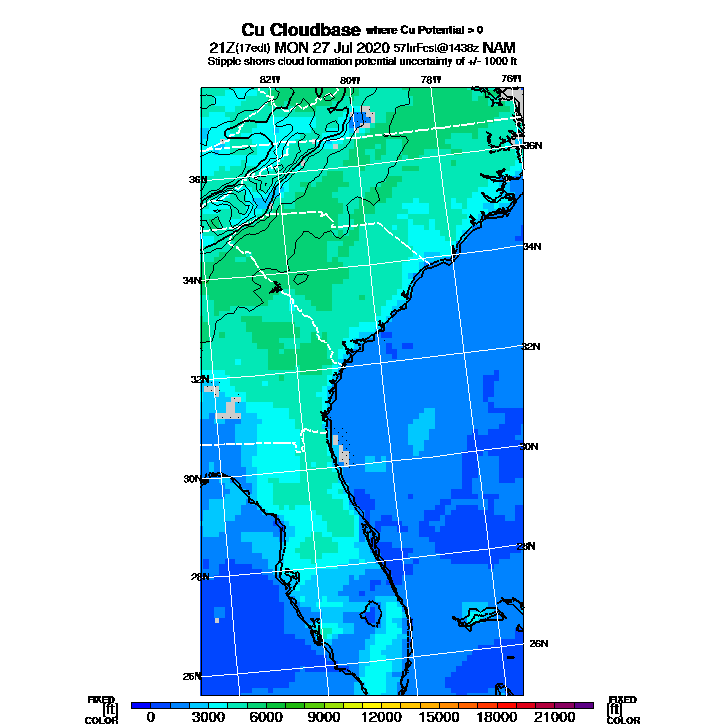 Cu Cloudbase where Cu Potential > 0
21Z(17edt) MON 27 Jul 2020 57hrFcst@1438z NAM
Stipple shows cloud formation potential uncertainty of +/- 1000 ft
82W 80W 78W 76W
36N
36N
34N
34N
32N
32N
30N
30N
28N
28N
26N
26N
FIXED FIXED
[ft] [ft]
COLOR COLOR
0 3000 6000 9000 12000 15000 18000 21000